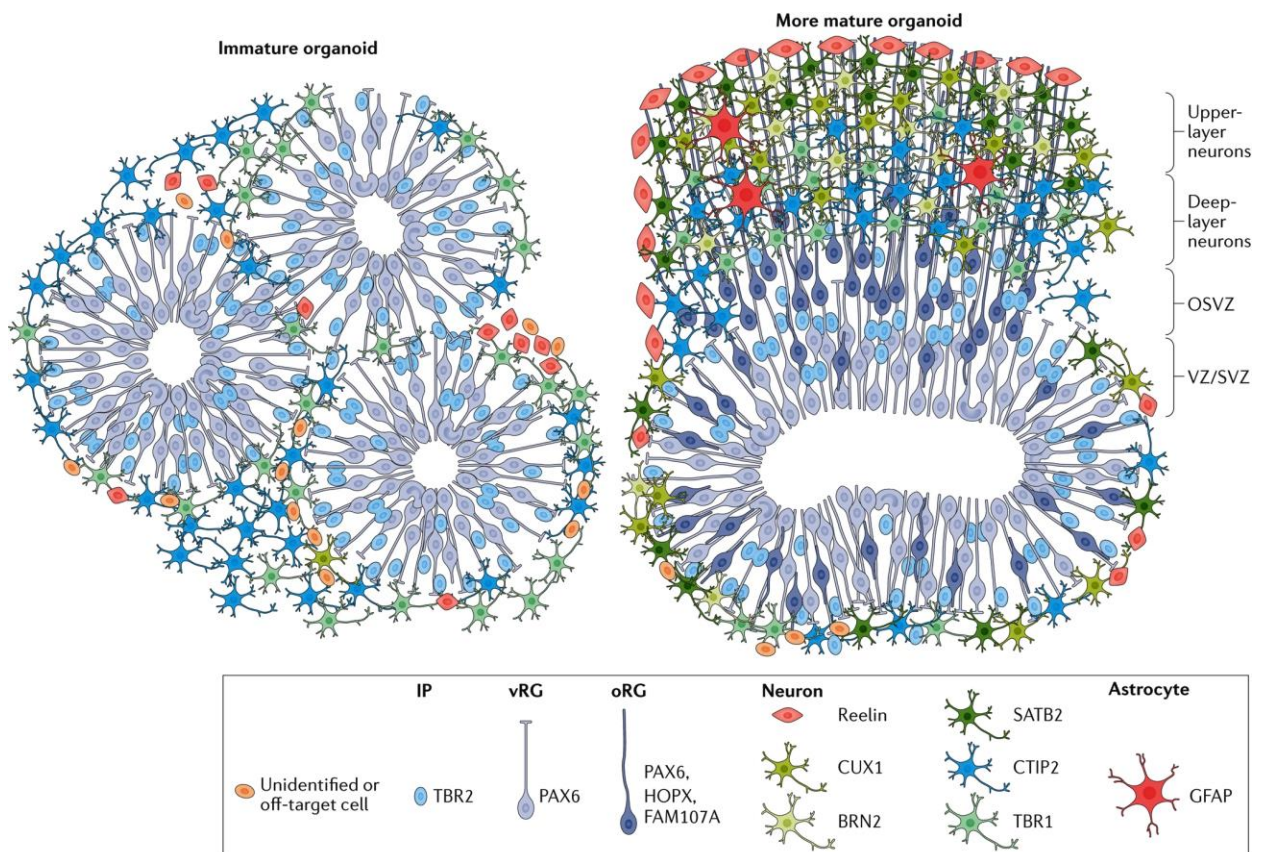 Immature organoid
More mature organoid
Upper-
layer
neurons
Deep-
layer
neurons
OSVZ
VZ/SVZ
IP
vRG
oRG
Neuron
Astrocyte
Unidentified or
off-target cell
TBR2
PAX6
PAX6,
HOPX,
FAM107A
Reelin
CUX1
BRN2
SATB2
CTIP2
TBR1
GFAP